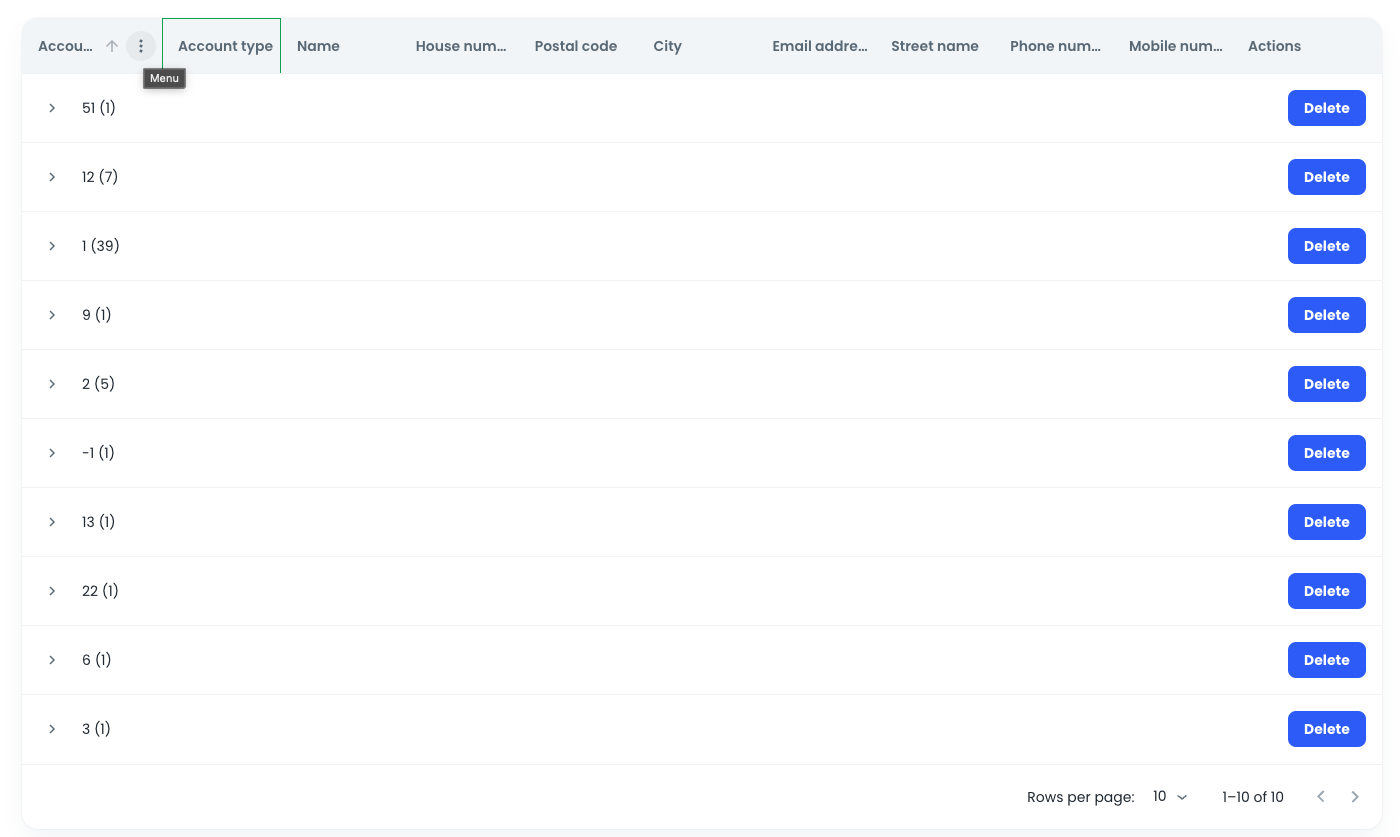 Accou... Account type Name House num... Postal code City Email addre... Street name Phone num... Mobile num... Actions
Menu
51 (1) Delete
12 (7) Delete
1 (39) Delete
9 (1) Delete
2 (5) Delete
-1 (1) Delete
13 (1) Delete
22 (1) Delete
6 (1) Delete
3 (1) Delete
Rows per page: 10 1–10 of 10